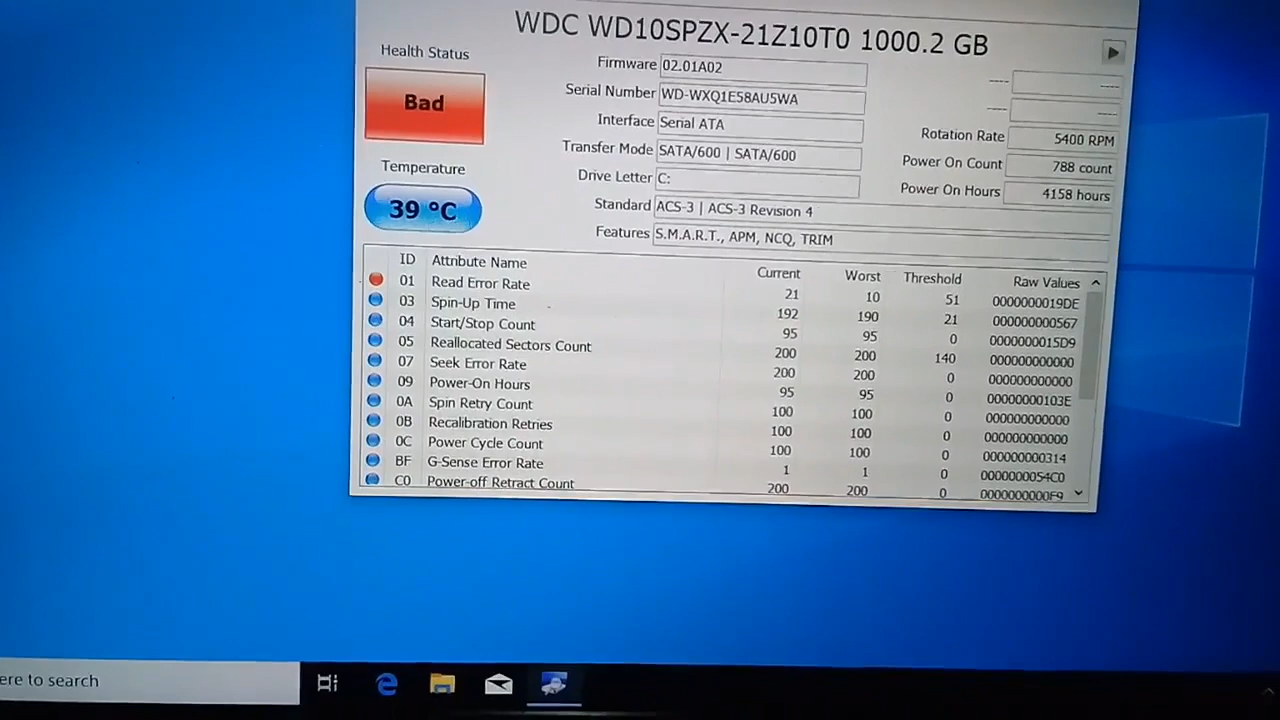 WDC WD10SPZX-21Z10T0 1000.2 GB
Health Status
Bad
Temperature
39 °C
Firmware 02.01A02
Serial Number WD-WXQ1E58AU5WA
Interface Serial ATA
Transfer Mode SATA/600 | SATA/600
Drive Letter C:
Standard ACS-3 | ACS-3 Revision 4
Features S.M.A.R.T., APM, NCQ, TRIM
---- ----
---- ----
Rotation Rate 5400 RPM
Power On Count 788 count
Power On Hours 4158 hours
ID Attribute Name Current Worst Threshold Raw Values
01 Read Error Rate 21 10 51 0000000019DE
03 Spin-Up Time 192 190 21 000000000567
04 Start/Stop Count 95 95 0 0000000015D9
05 Reallocated Sectors Count 200 200 140 000000000000
07 Seek Error Rate 200 200 0 000000000000
09 Power-On Hours 95 95 0 00000000103E
0A Spin Retry Count 100 100 0 000000000000
0B Recalibration Retries 100 100 0 000000000000
0C Power Cycle Count 100 100 0 000000000314
BF G-Sense Error Rate 1 1 0 0000000054C0
C0 Power-off Retract Count 200 200 0 0000000000F9
ere to search